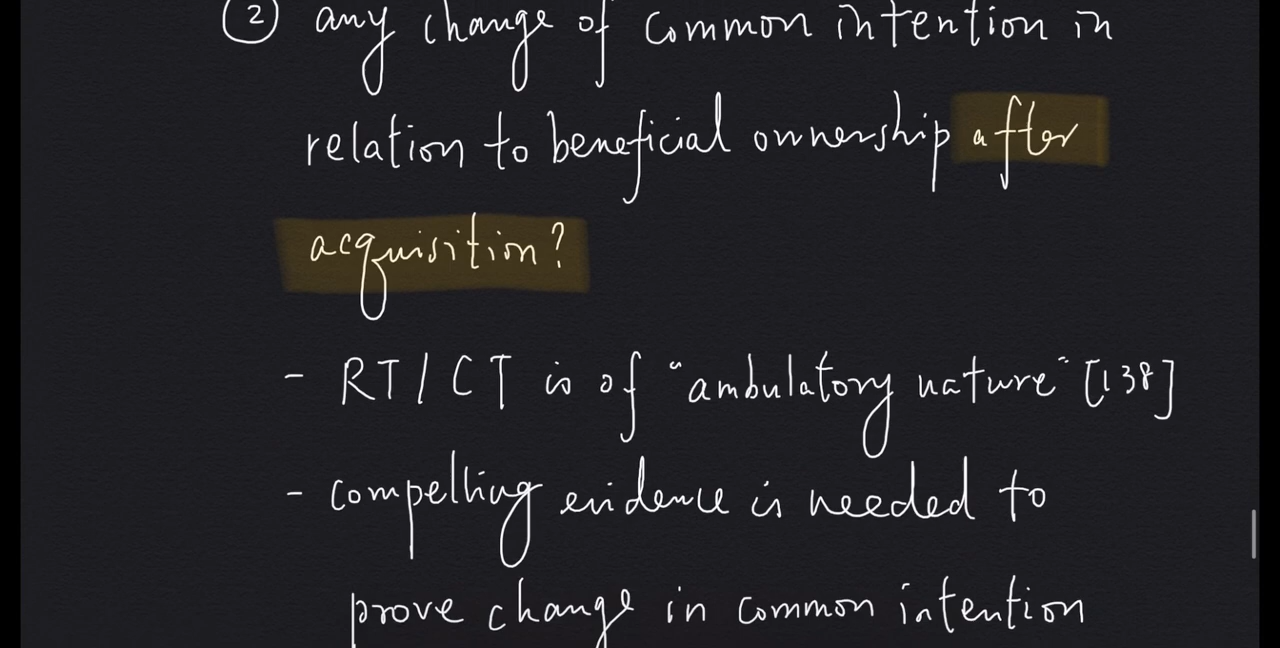 ② any change of common intention in
relation to beneficial ownership after
acquisition?
- RT/CT is of "ambulatory nature" [138]
- compelling evidence is needed to
prove change in common intention